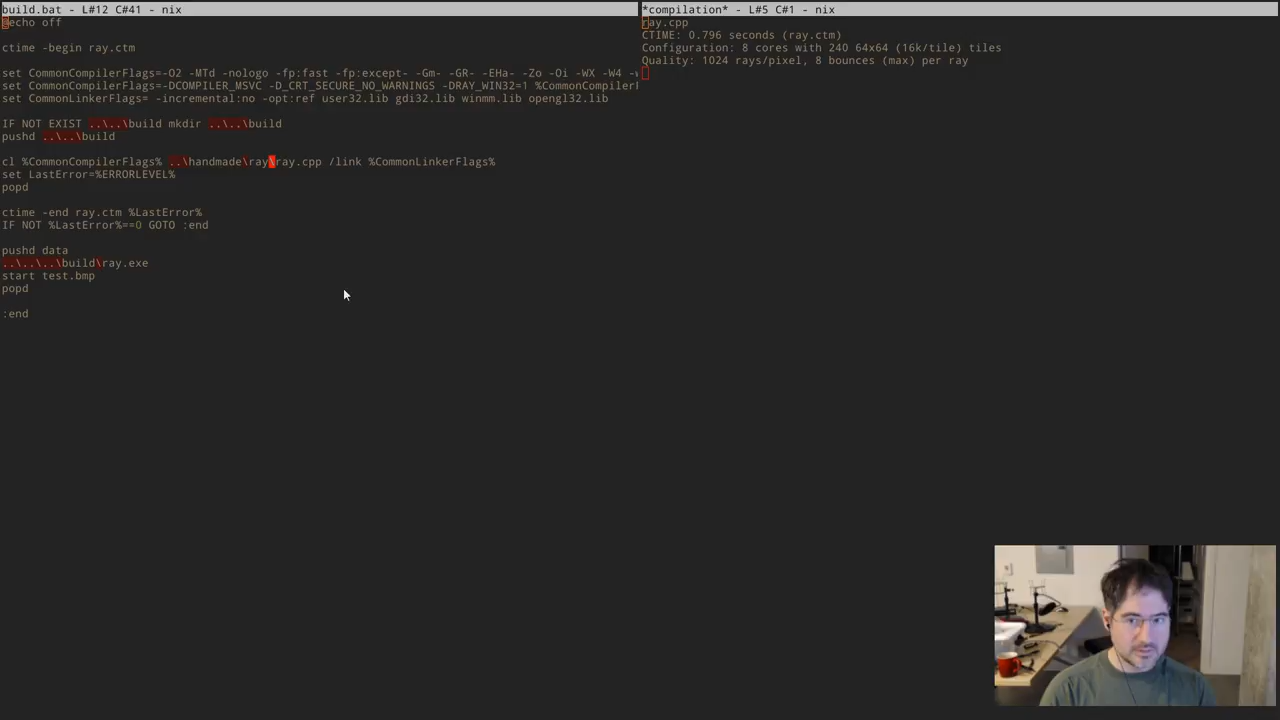 build.bat - L#12 C#41 - nix
@echo off
ctime -begin ray.ctm
set CommonCompilerFlags=-O2 -MTd -nologo -fp:fast -fp:except- -Gm- -GR- -EHa- -Zo -Oi -WX -W4
set CommonCompilerFlags=-DCOMPILER_MSVC -D_CRT_SECURE_NO_WARNINGS -DRAY_WIN32=1 %CommonCompilerF
set CommonLinkerFlags= -incremental:no -opt:ref user32.lib gdi32.lib winmm.lib opengl32.lib
IF NOT EXIST ..\..\build mkdir ..\..\build
pushd ..\..\build
cl %CommonCompilerFlags% ..\handmade\ray\ray.cpp /link %CommonLinkerFlags%
set LastError=%ERRORLEVEL%
popd
ctime -end ray.ctm %LastError%
IF NOT %LastError%==0 GOTO :end
pushd data
..\..\..\build\ray.exe
start test.bmp
popd
:end
*compilation* - L#5 C#1 - nix
ray.cpp
CTIME: 0.796 seconds (ray.ctm)
Configuration: 8 cores with 240 64x64 (16k/tile) tiles
Quality: 1024 rays/pixel, 8 bounces (max) per ray